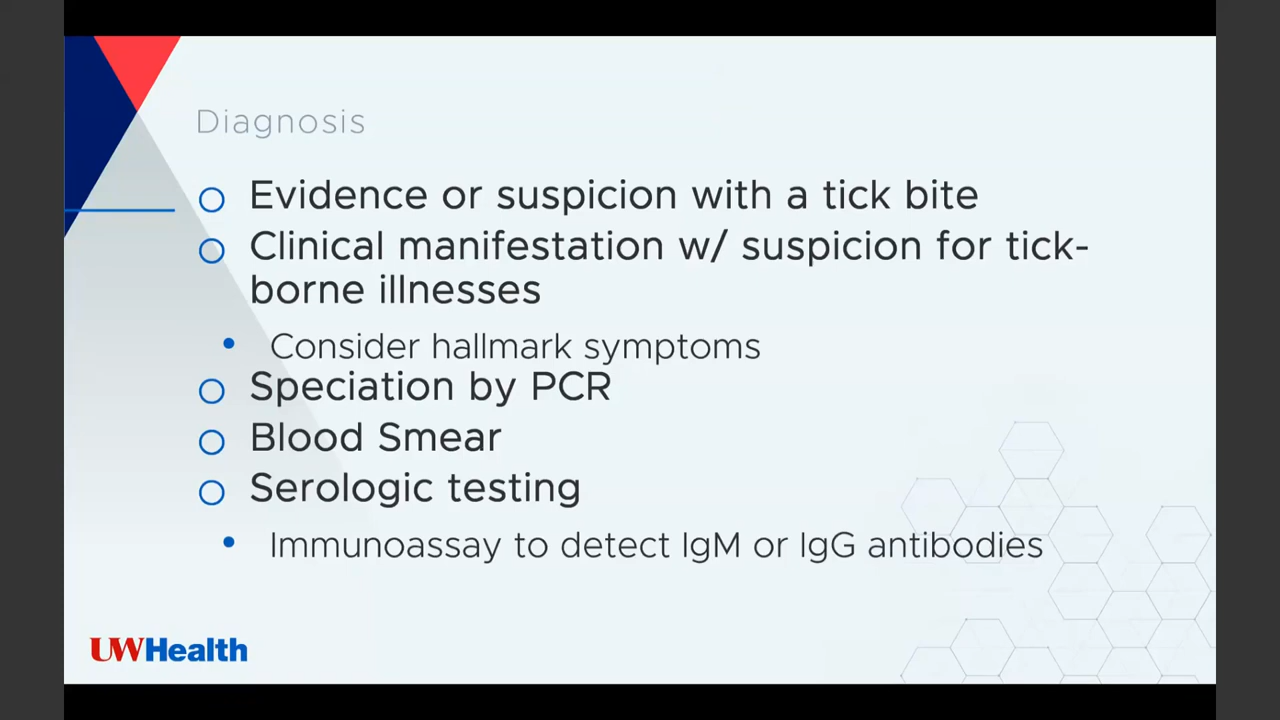 Diagnosis
Evidence or suspicion with a tick bite
Clinical manifestation w/ suspicion for tick-
borne illnesses
Consider hallmark symptoms
Speciation by PCR
Blood Smear
Serologic testing
Immunoassay to detect IgM or IgG antibodies
UWHealth